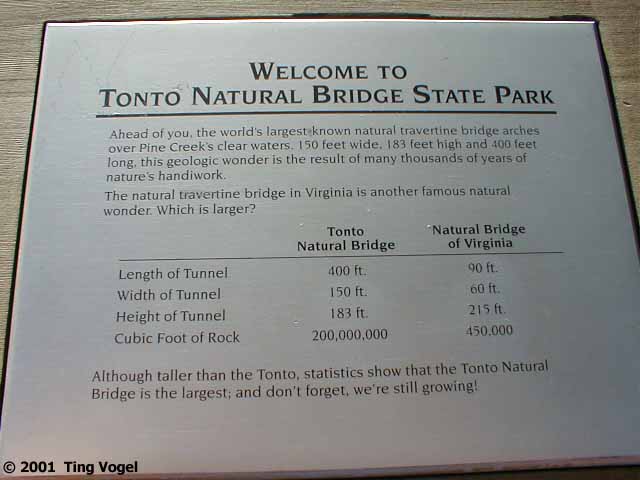 WELCOME TO
TONTO NATURAL BRIDGE STATE PARK
Ahead of you, the world's largest known natural travertine bridge arches
over Pine Creek's clear waters. 150 feet wide, 183 feet high and 400 feet
long, this geologic wonder is the result of many thousands of years of
nature's handiwork.
The natural travertine bridge in Virginia is another famous natural
wonder. Which is larger?
Tonto Natural Bridge
Natural Bridge of Virginia
Length of Tunnel 400 ft. 90 ft.
Width of Tunnel 150 ft. 60 ft.
Height of Tunnel 183 ft. 215 ft.
Cubic Foot of Rock 200,000,000 450,000
Although taller than the Tonto, statistics show that the Tonto Natural
Bridge is the largest; and don't forget, we're still growing!
© 2001 Ting Vogel